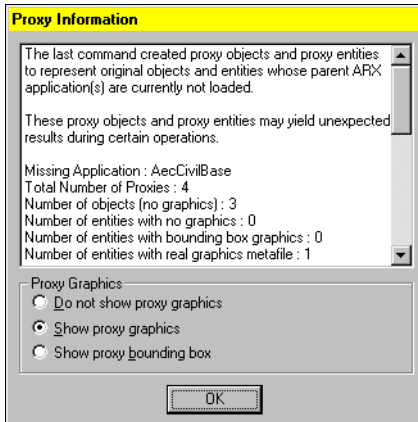 Proxy Information
The last command created proxy objects and proxy entities
to represent original objects and entities whose parent ARX
application(s) are currently not loaded.
These proxy objects and proxy entities may yield unexpected
results during certain operations.
Missing Application : AecCivilBase
Total Number of Proxies : 4
Number of objects (no graphics) : 3
Number of entities with no graphics : 0
Number of entities with bounding box graphics : 0
Number of entities with real graphics metafile : 1
Proxy Graphics
Do not show proxy graphics
Show proxy graphics
Show proxy bounding box
OK